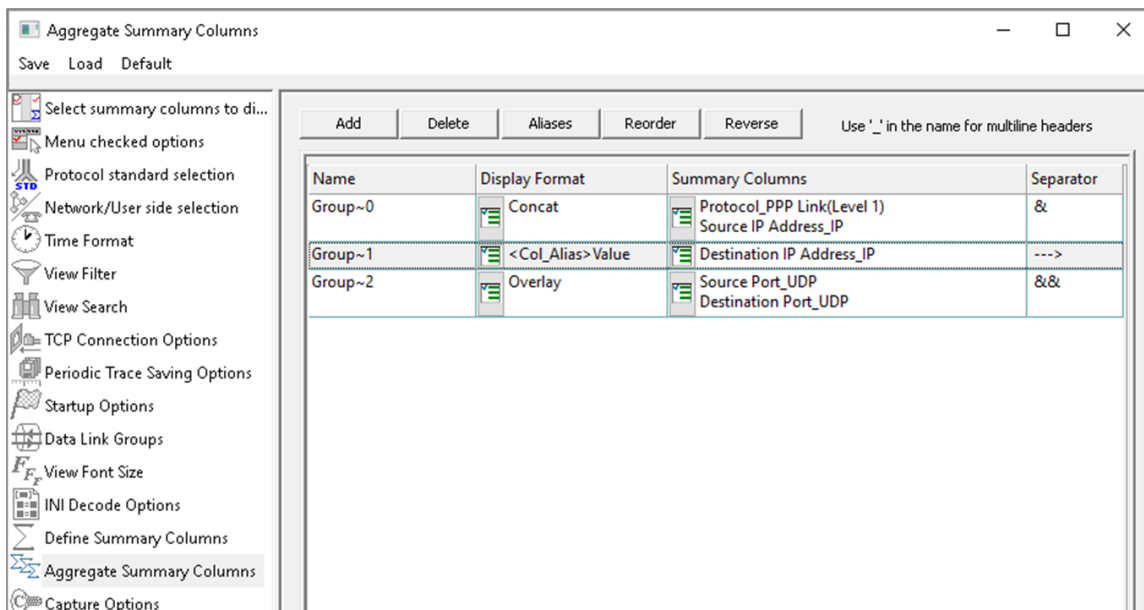 Aggregate Summary Columns
Save Load Default
Select summary columns to di...
Menu checked options
Protocol standard selection
Network/User side selection
Time Format
View Filter
View Search
TCP Connection Options
Periodic Trace Saving Options
Startup Options
Data Link Groups
View Font Size
INI Decode Options
Define Summary Columns
Aggregate Summary Columns
Capture Options
Add Delete Aliases Reorder Reverse Use '_' in the name for multiline headers
Name Display Format Summary Columns Separator
Group~0 Concat Protocol_PPP Link(Level 1) &
Source IP Address_IP
Group~1 <Col_Alias>Value Destination IP Address_IP --->
Group~2 Overlay Source Port_UDP &&
Destination Port_UDP